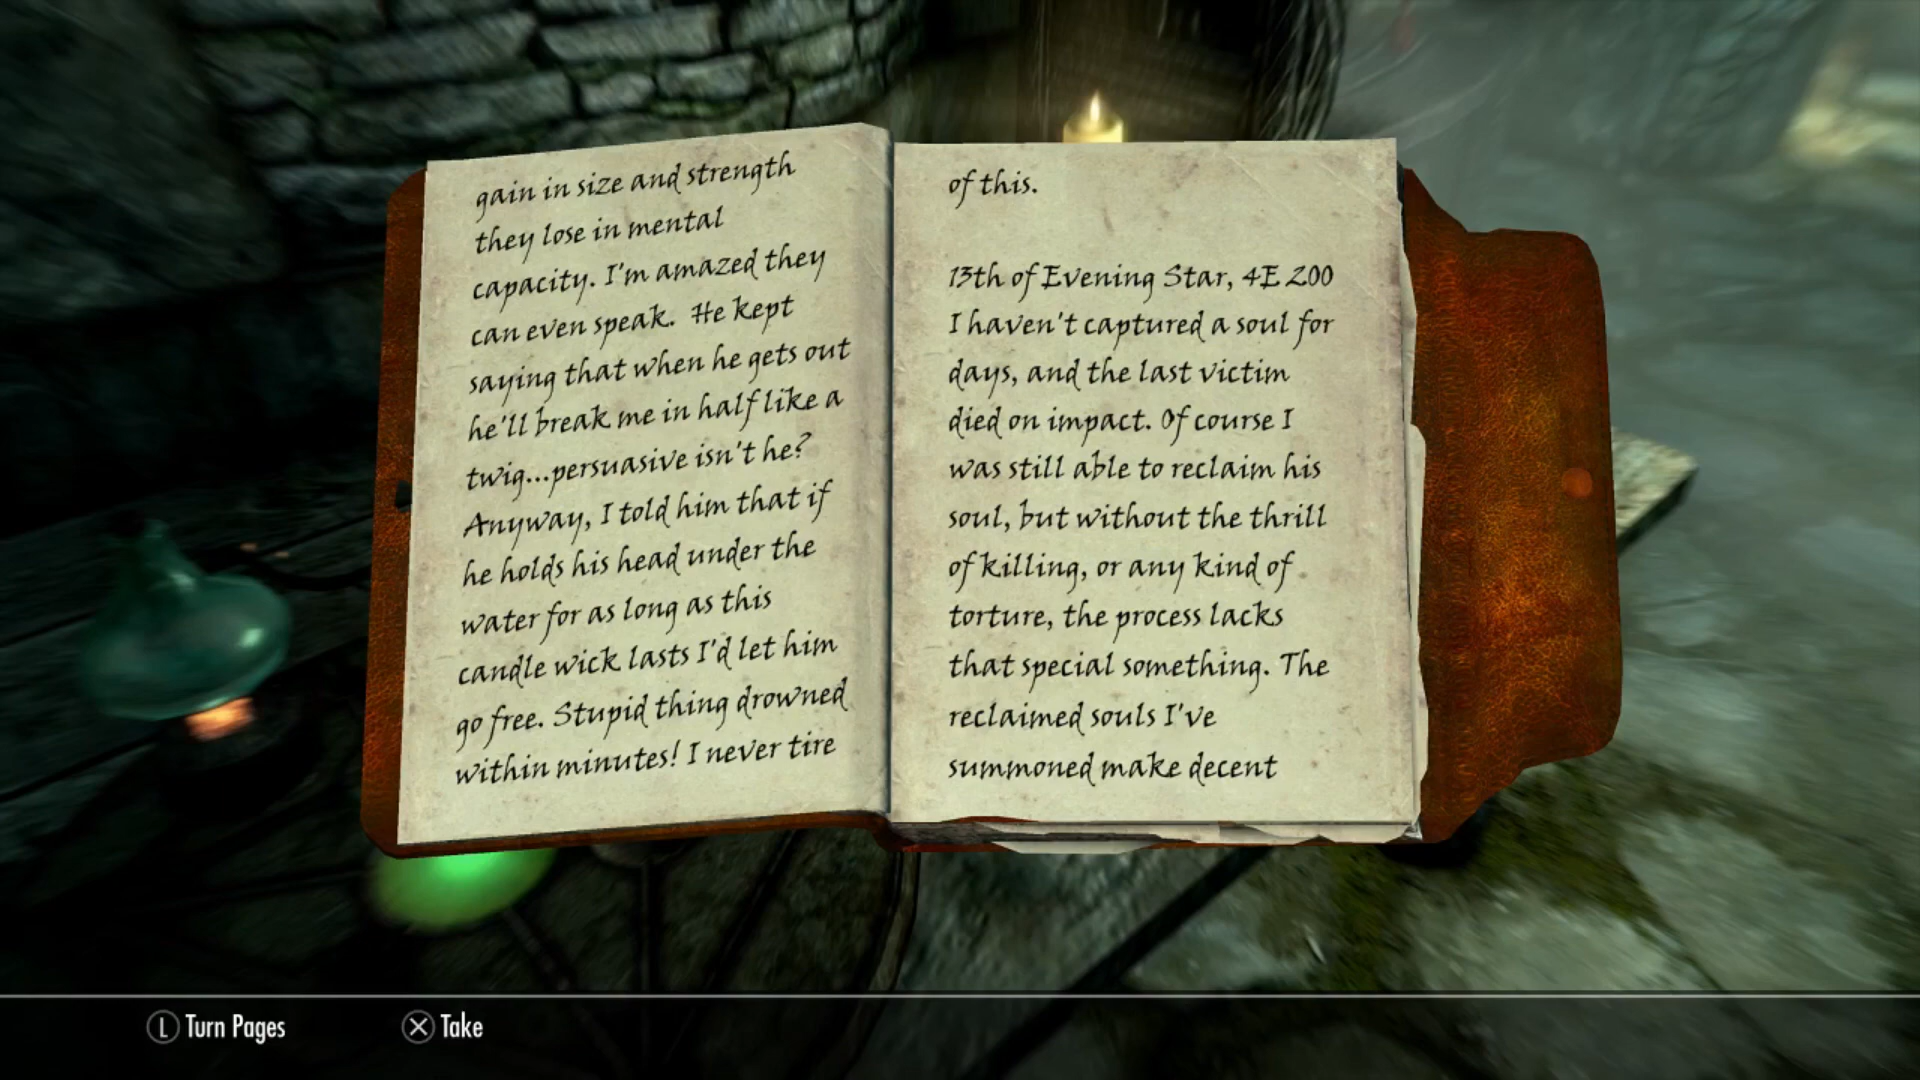 gain in size and strength
they lose in mental
capacity. I'm amazed they
can even speak. He kept
saying that when he gets out
he'll break me in half like a
twig...persuasive isn't he?
Anyway, I told him that if
he holds his head under the
water for as long as this
candle wick lasts I'd let him
go free. Stupid thing drowned
within minutes! I never tire
of this.
13th of Evening Star, 4E 200
I haven't captured a soul for
days, and the last victim
died on impact. Of course I
was still able to reclaim his
soul, but without the thrill
of killing, or any kind of
torture, the process lacks
that special something. The
reclaimed souls I've
summoned make decent
L Turn Pages
X Take